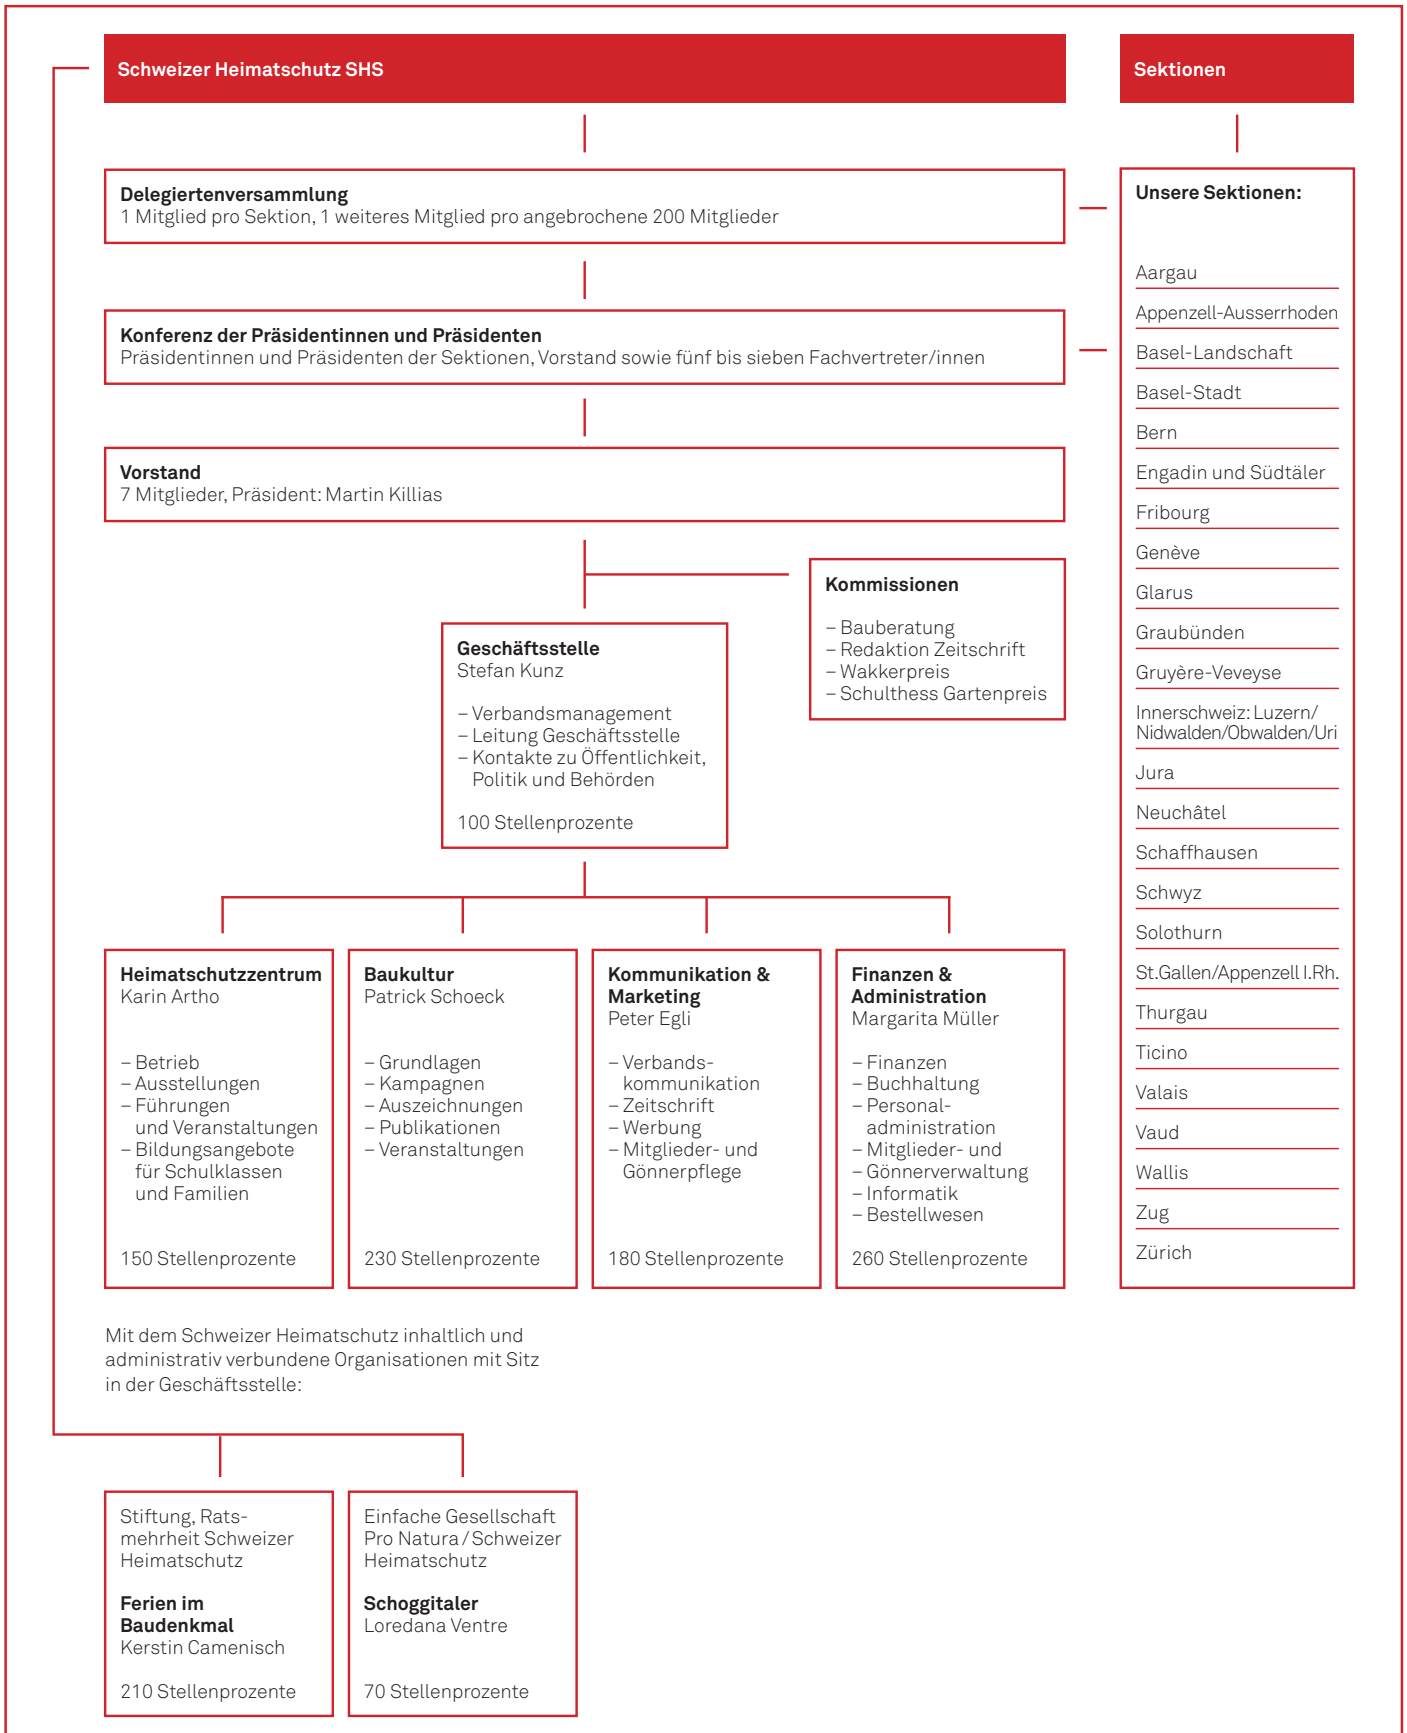 Schweizer Heimatschutz SHS
Delegiertenversammlung
1 Mitglied pro Sektion, 1 weiteres Mitglied pro angebrochene 200 Mitglieder
Konferenz der Präsidentinnen und Präsidenten
Präsidentinnen und Präsidenten der Sektionen, Vorstand sowie fünf bis sieben Fachvertreter/innen
Vorstand
7 Mitglieder, Präsident: Martin Killias
Kommissionen
– Bauberatung
– Redaktion Zeitschrift
– Wakkerpreis
– Schulthess Gartenpreis
Geschäftsstelle
Stefan Kunz
– Verbandsmanagement
– Leitung Geschäftsstelle
– Kontakte zu Öffentlichkeit,
Politik und Behörden
100 Stellenprozente
Heimatschutzzentrum
Karin Artho
– Betrieb
– Ausstellungen
– Führungen
und Veranstaltungen
– Bildungsangebote
für Schulklassen
und Familien
150 Stellenprozente
Baukultur
Patrick Schoeck
– Grundlagen
– Kampagnen
– Auszeichnungen
– Publikationen
– Veranstaltungen
230 Stellenprozente
Kommunikation &
Marketing
Peter Egli
– Verbands-
kommunikation
– Zeitschrift
– Werbung
– Mitglieder- und
Gönnerpflege
180 Stellenprozente
Finanzen &
Administration
Margarita Müller
– Finanzen
– Buchhaltung
– Personal-
administration
– Mitglieder- und
– Gönnerverwaltung
– Informatik
– Bestellwesen
260 Stellenprozente
Mit dem Schweizer Heimatschutz inhaltlich und
administrativ verbundene Organisationen mit Sitz
in der Geschäftsstelle:
Stiftung, Rats-
mehrheit Schweizer
Heimatschutz
Ferien im
Baudenkmal
Kerstin Camenisch
210 Stellenprozente
Einfache Gesellschaft
Pro Natura / Schweizer
Heimatschutz
Schoggitaler
Loredana Ventre
70 Stellenprozente
Sektionen
Unsere Sektionen:
Aargau
Appenzell-Ausserrhoden
Basel-Landschaft
Basel-Stadt
Bern
Engadin und Südtäler
Fribourg
Genève
Glarus
Graubünden
Gruyère-Veveyse
Innerschweiz: Luzern/
Nidwalden/Obwalden/Uri
Jura
Neuchâtel
Schaffhausen
Schwyz
Solothurn
St.Gallen/Appenzell I.Rh.
Thurgau
Ticino
Valais
Vaud
Wallis
Zug
Zürich